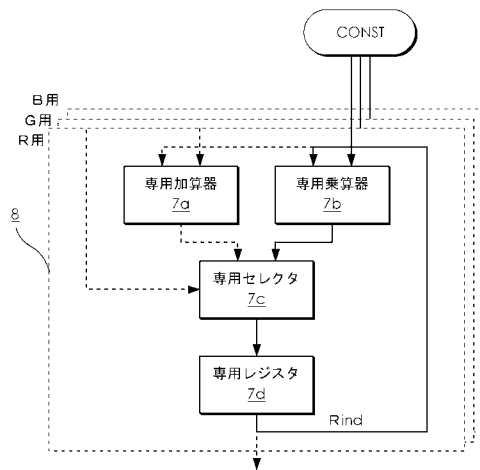 CONST
B用
G用
R用
専用加算器
7a
専用乗算器
7b
8
専用セレクタ
7c
専用レジスタ
7d
Rind